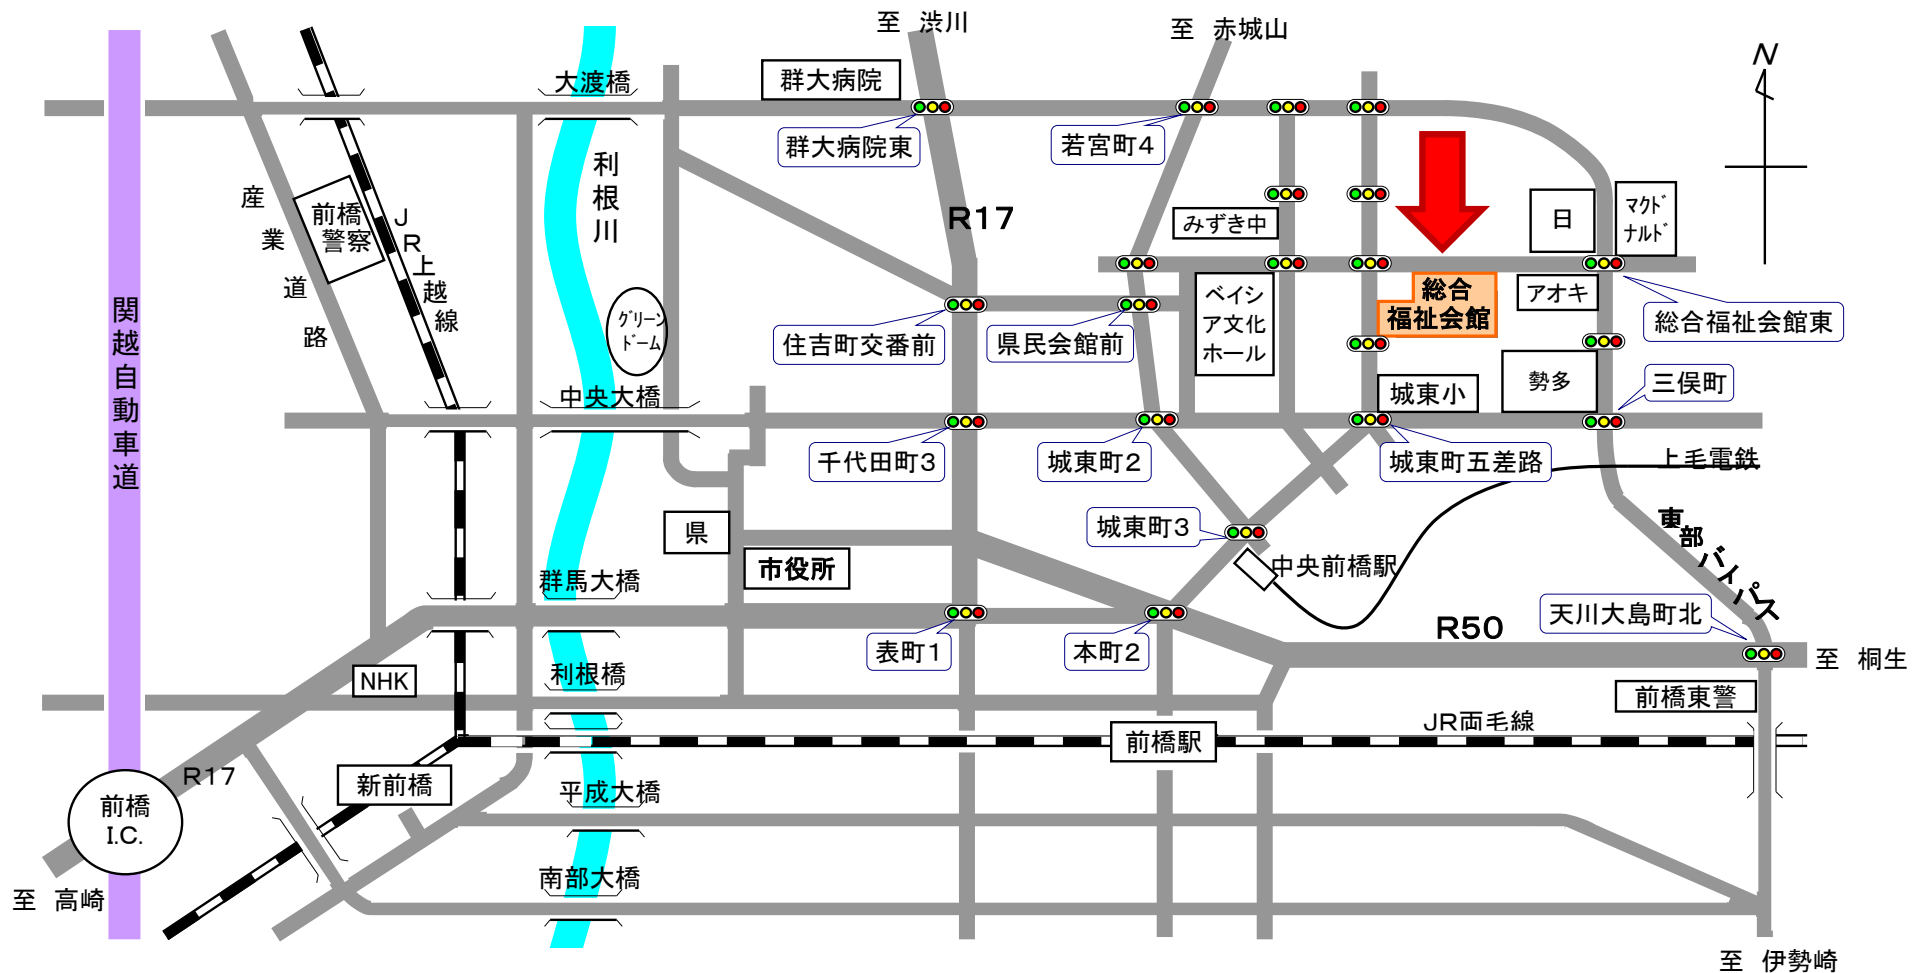 至 渋川
至 赤城山
N
大渡橋
群大病院
群大病院東
若宮町4
利根川
産業道路
前橋
警察
JR上越線
R17
みずき中
日
マクド
ナルド
関越自動車道
グリーン
ドーム
住吉町交番前
県民会館前
ベイシ
ア文化
ホール
総合
福祉会館
アオキ
総合福祉会館東
中央大橋
城東小
勢多
三俣町
千代田町3
城東町2
城東町五差路
上毛電鉄
県
市役所
城東町3
中央前橋駅
東部バイパス
群馬大橋
表町1
本町2
R50
天川大島町北
至 桐生
NHK
利根橋
前橋東警
JR両毛線
前橋駅
R17
新前橋
平成大橋
前橋
I.C.
南部大橋
至 高崎
至 伊勢崎